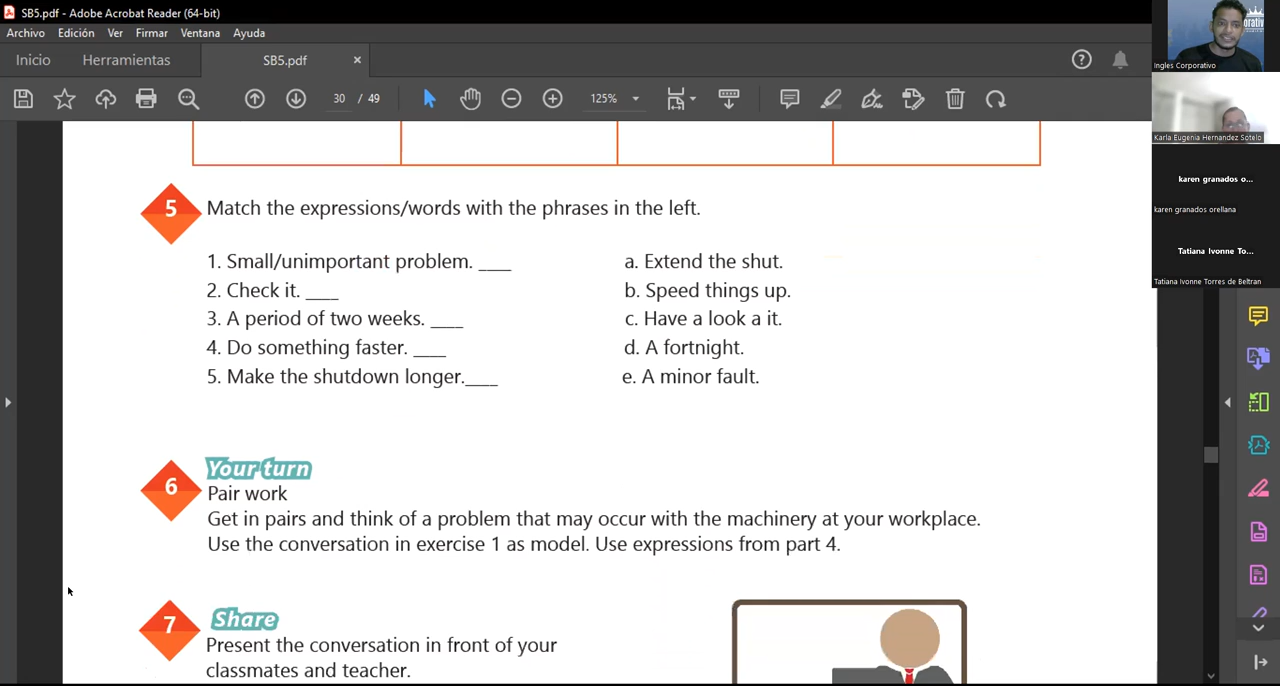 SB5.pdf - Adobe Acrobat Reader (64-bit)
Archivo Edición Ver Firmar Ventana Ayuda
Inicio Herramientas SB5.pdf ×
30 / 49 125%
5 Match the expressions/words with the phrases in the left.
1. Small/unimportant problem. ____ a. Extend the shut.
2. Check it. ____ b. Speed things up.
3. A period of two weeks. ____ c. Have a look a it.
4. Do something faster. ____ d. A fortnight.
5. Make the shutdown longer.____ e. A minor fault.
6 Your turn
Pair work
Get in pairs and think of a problem that may occur with the machinery at your workplace.
Use the conversation in exercise 1 as model. Use expressions from part 4.
7 Share
Present the conversation in front of your
classmates and teacher.
Ingles Corporativo
Karla Eugenia Hernandez Sotelo
karen granados o...
karen granados orellana
Tatiana Ivonne To...
Tatiana Ivonne Torres de Beltran